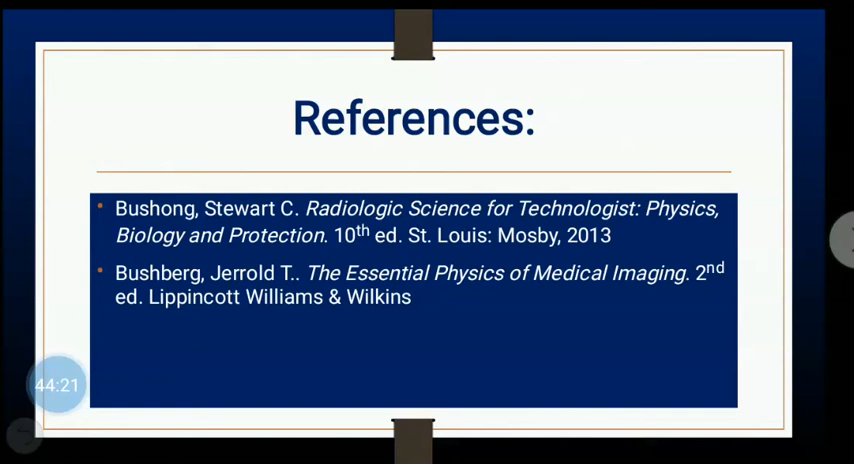 References:
• Bushong, Stewart C. Radiologic Science for Technologist: Physics,
Biology and Protection. 10th ed. St. Louis: Mosby, 2013
• Bushberg, Jerrold T.. The Essential Physics of Medical Imaging. 2nd
ed. Lippincott Williams & Wilkins
44:21